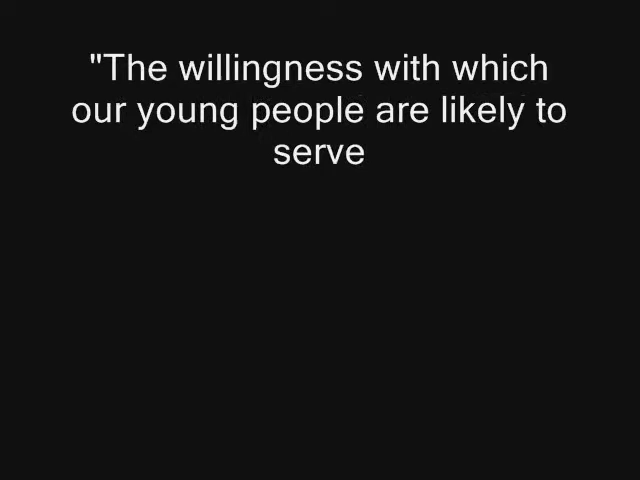 "The willingness with which
our young people are likely to
serve